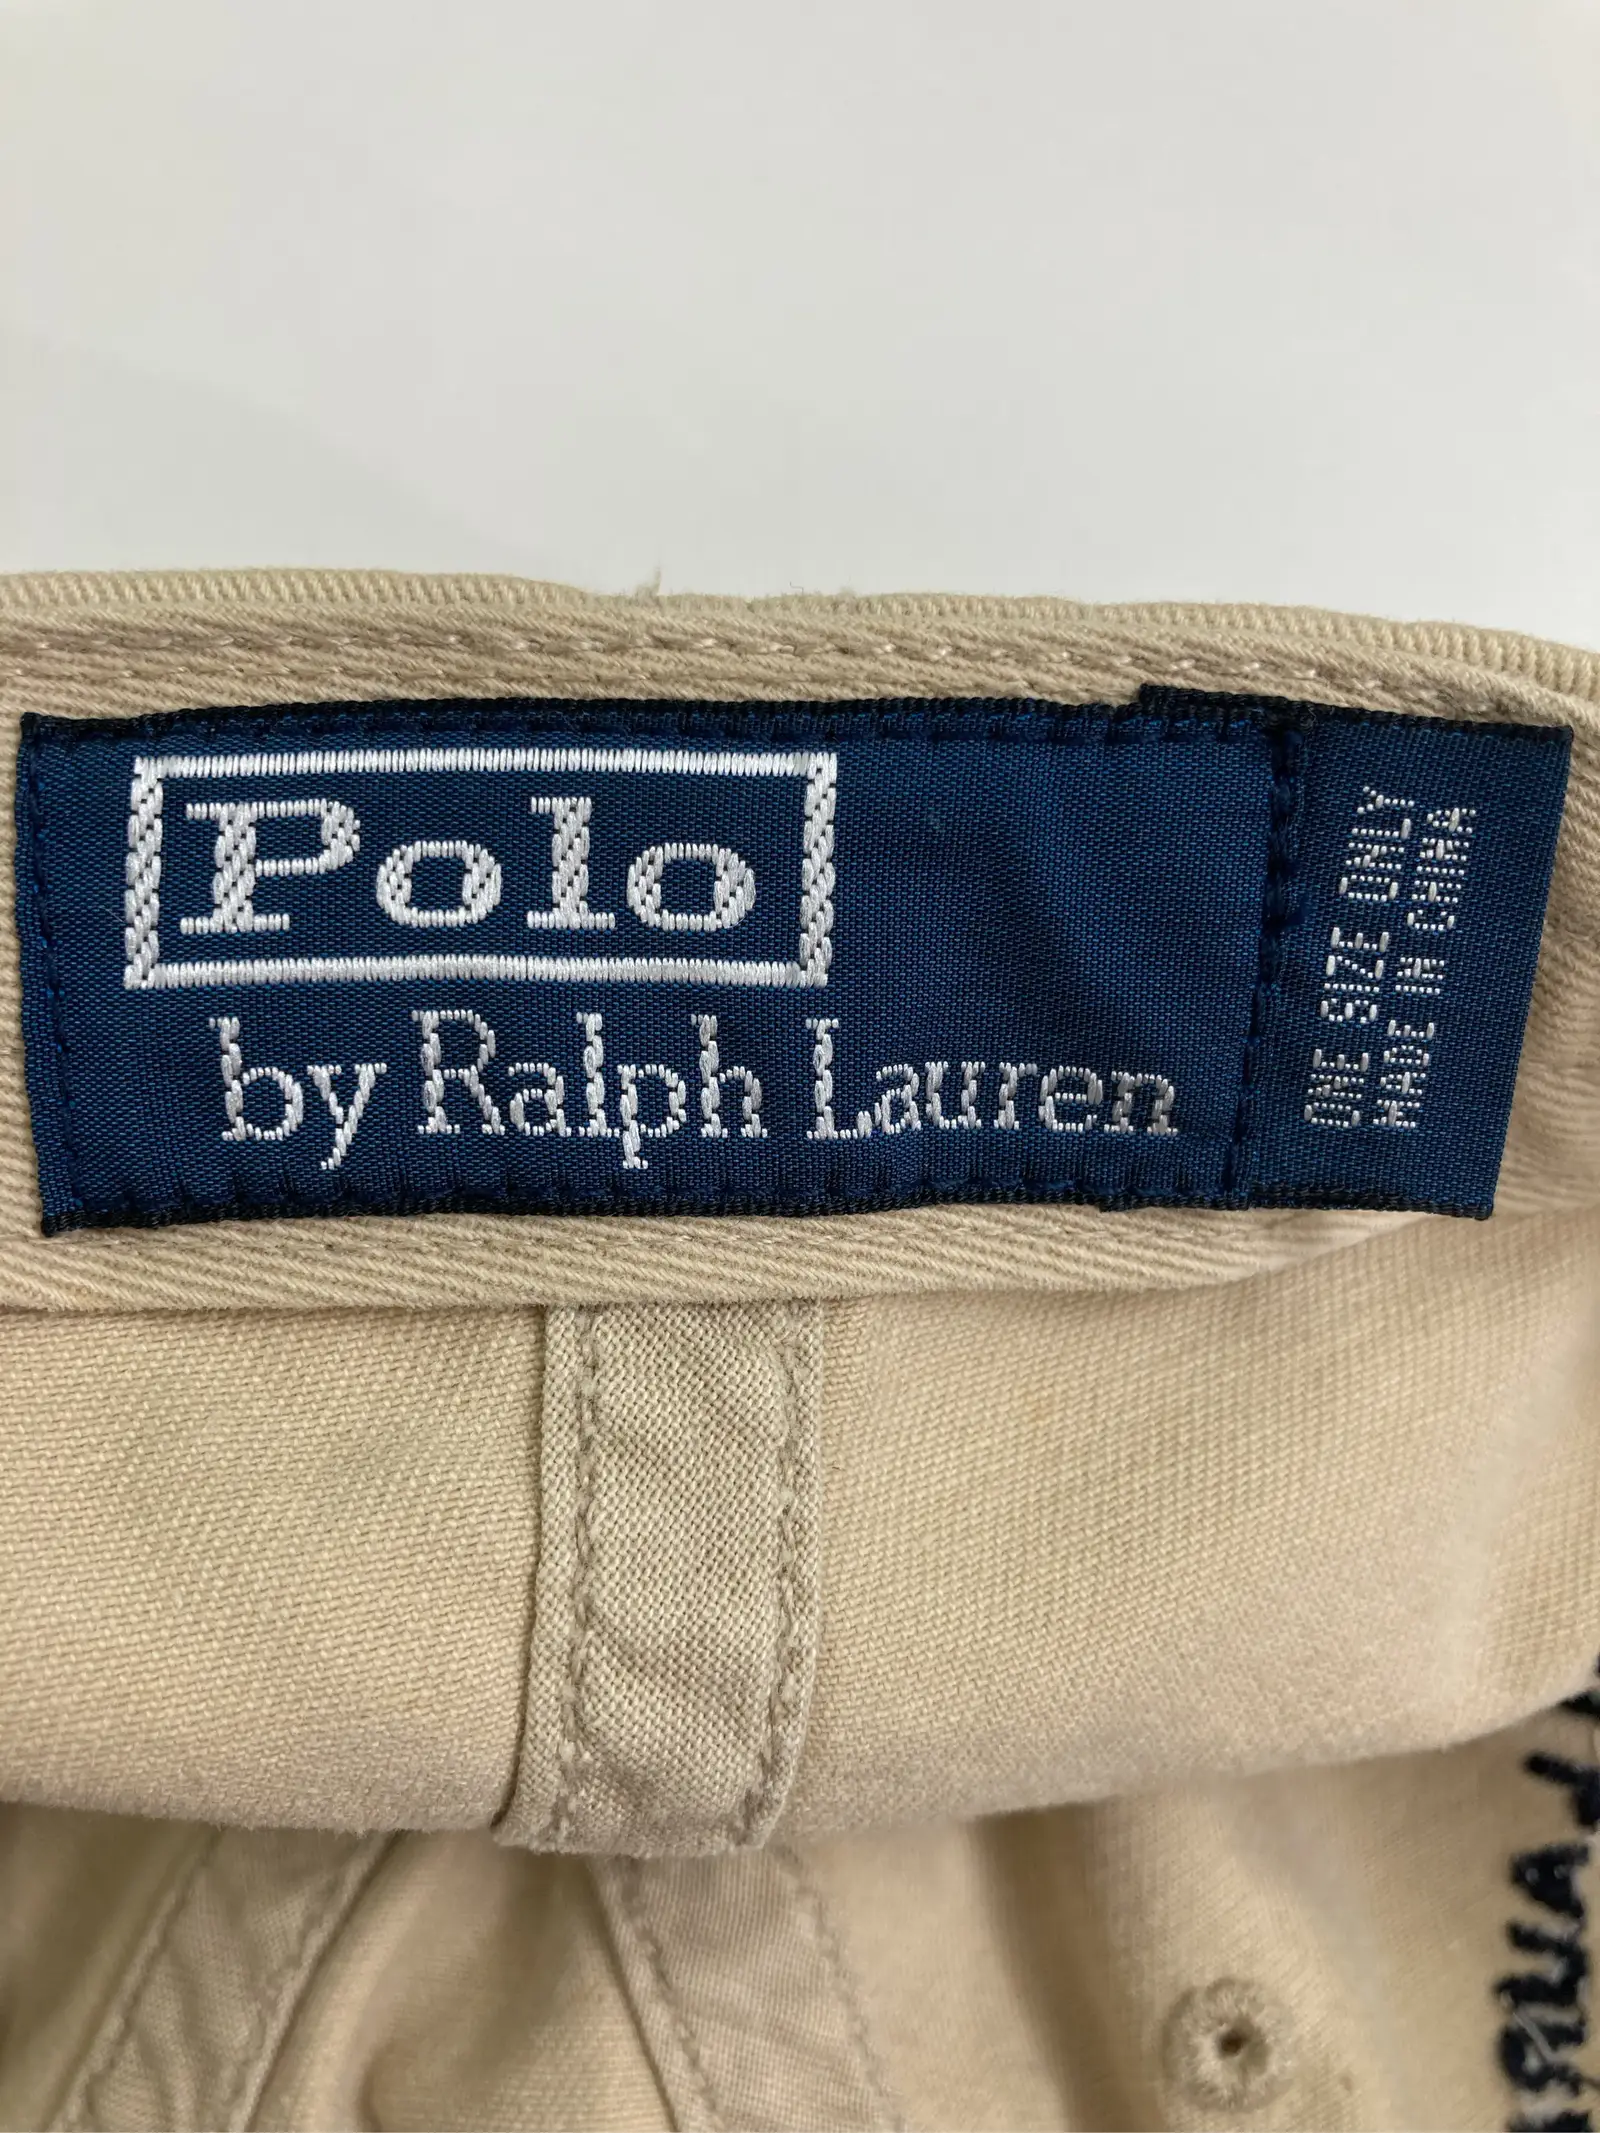 Polo
by Ralph Lauren
ONE SIZE ONLY
MADE IN CHINA